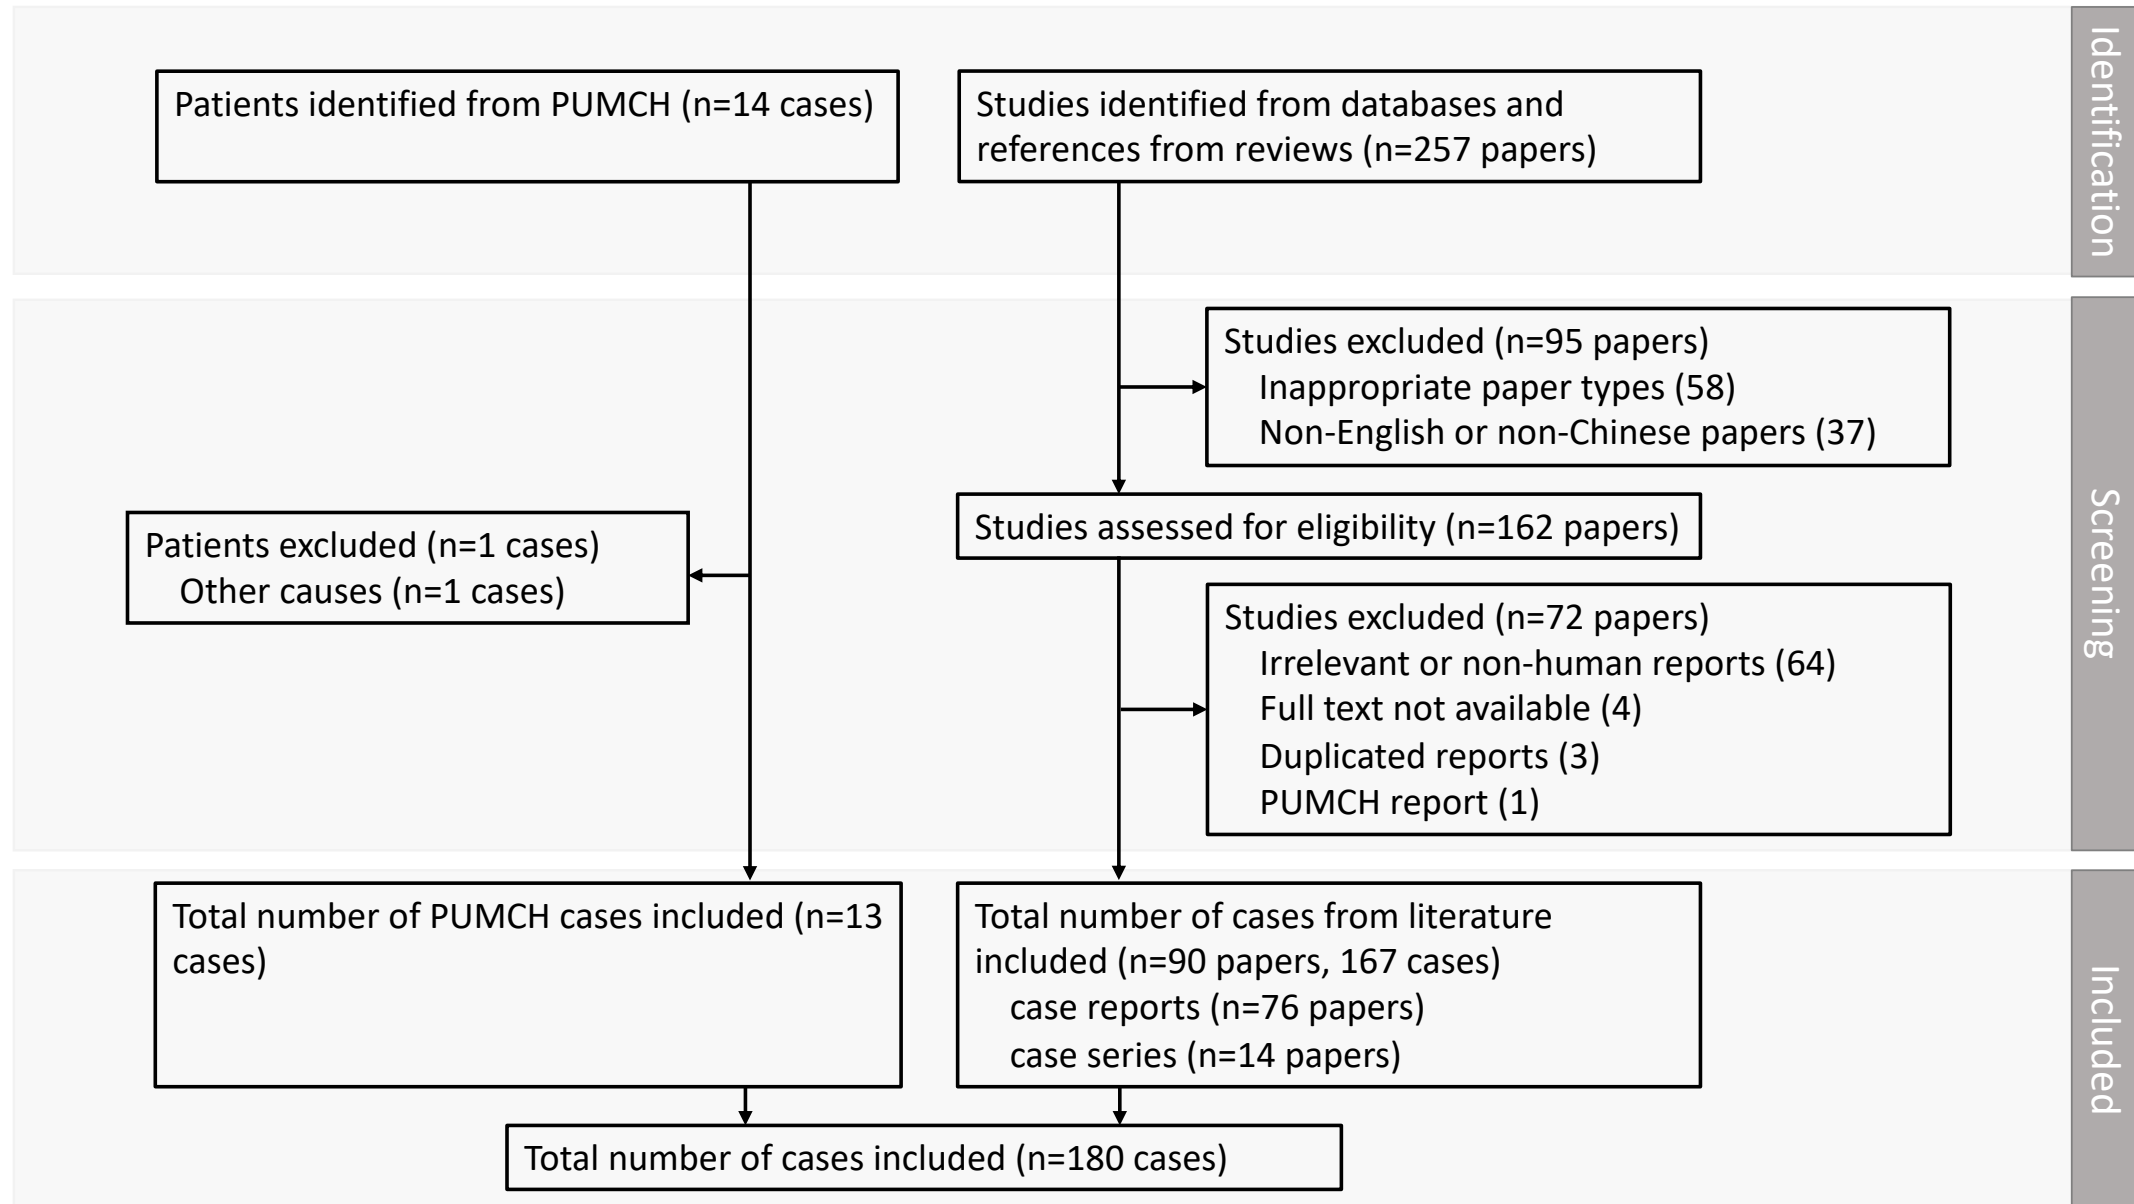 Identification
Patients identified from PUMCH (n=14 cases)
Studies identified from databases and
references from reviews (n=257 papers)
Screening
Studies excluded (n=95 papers)
Inappropriate paper types (58)
Non-English or non-Chinese papers (37)
Studies assessed for eligibility (n=162 papers)
Patients excluded (n=1 cases)
Other causes (n=1 cases)
Studies excluded (n=72 papers)
Irrelevant or non-human reports (64)
Full text not available (4)
Duplicated reports (3)
PUMCH report (1)
Included
Total number of PUMCH cases included (n=13
cases)
Total number of cases from literature
included (n=90 papers, 167 cases)
case reports (n=76 papers)
case series (n=14 papers)
Total number of cases included (n=180 cases)